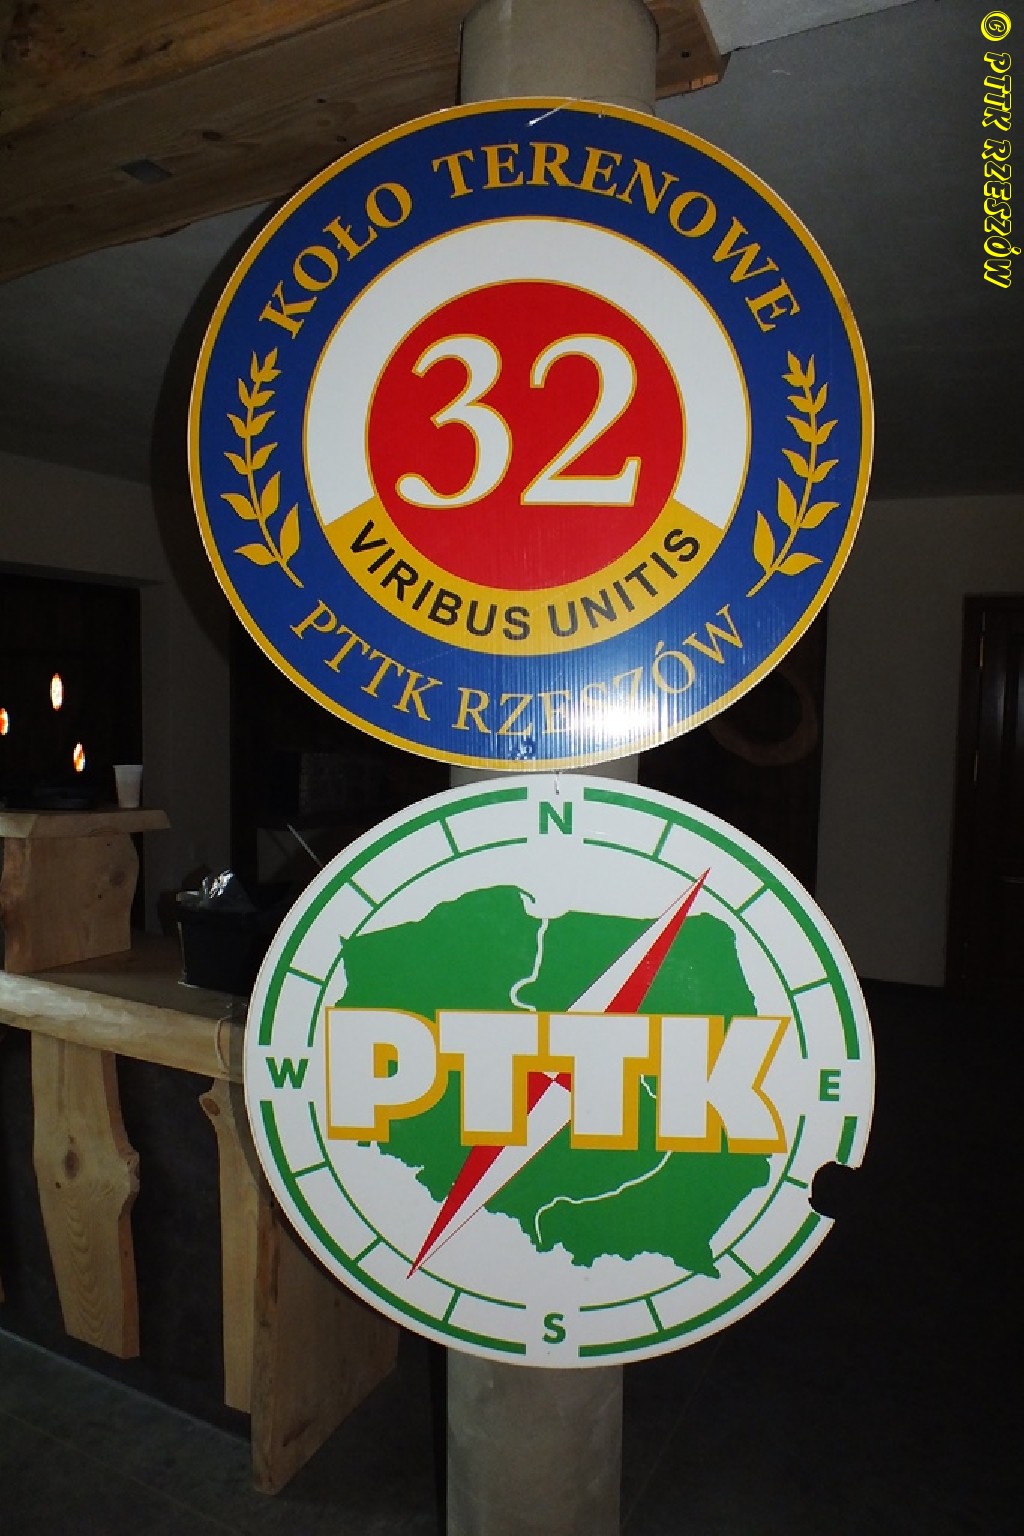 © PTTK RZESZÓW
KOŁO TERENOWE
32
VIRIBUS UNITIS
PTTK RZESZÓW
N
W
E
PTTK
S